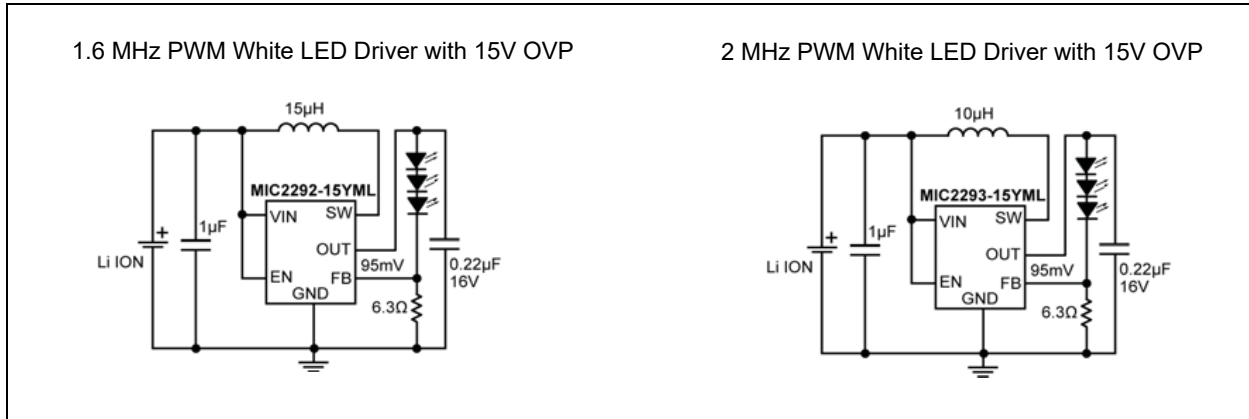 1.6 MHz PWM White LED Driver with 15V OVP
15µH
MIC2292-15YML
VIN
SW
1µF
+
Li ION
OUT
EN
FB
95mV
GND
0.22µF
16V
6.3Ω
2 MHz PWM White LED Driver with 15V OVP
10µH
MIC2293-15YML
VIN
SW
1µF
+
Li ION
OUT
EN
FB
95mV
GND
0.22µF
16V
6.3Ω